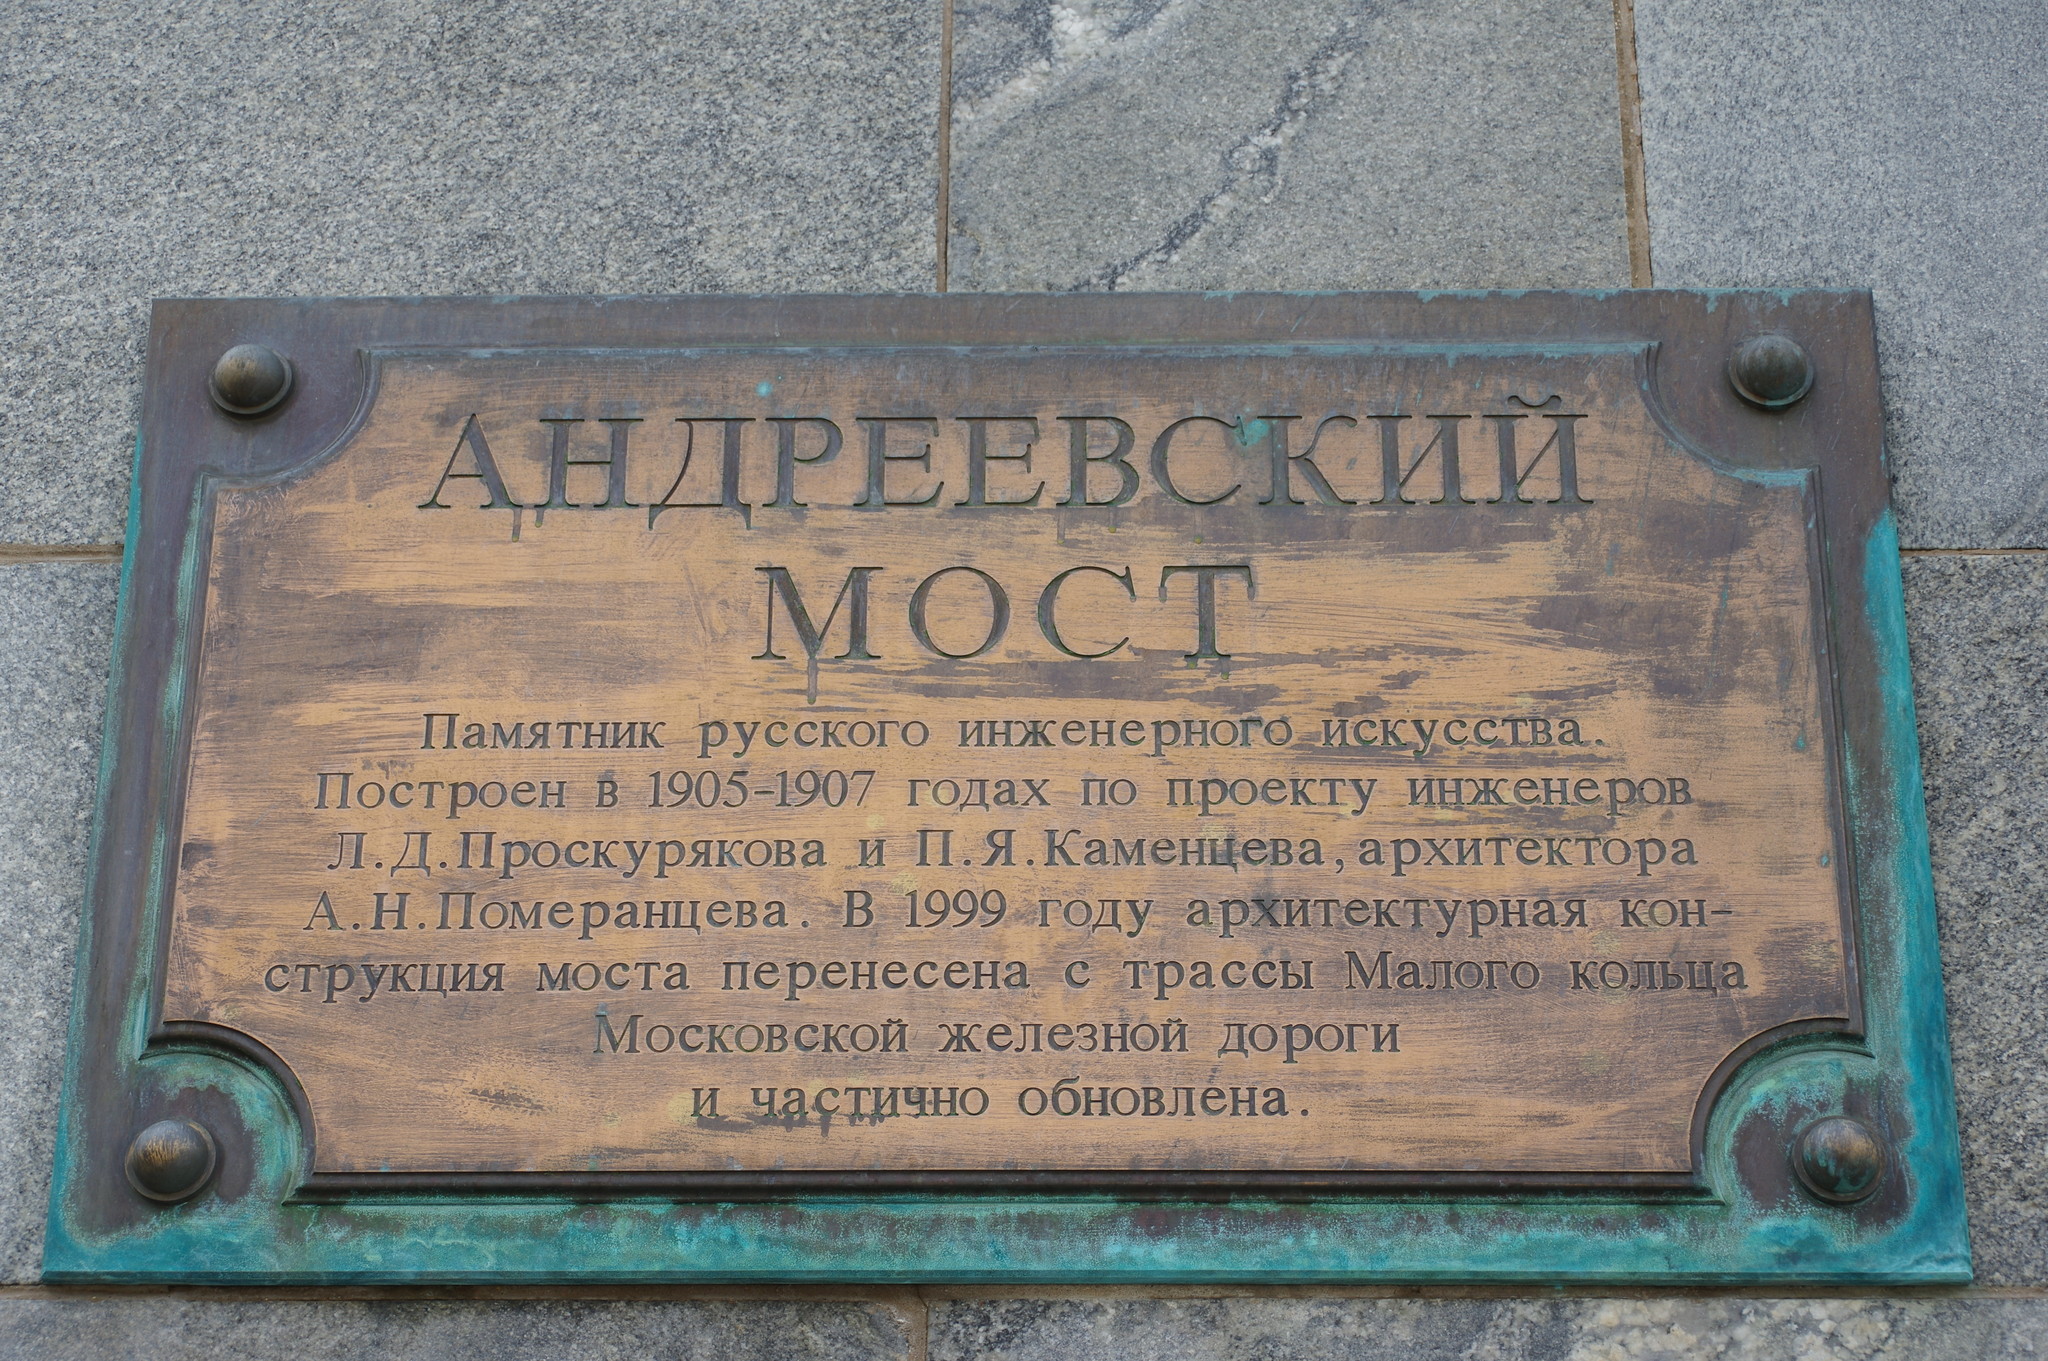 АНДРЕЕВСКИЙ
МОСТ
Памятник русского инженерного искусства.
Построен в 1905-1907 годах по проекту инженеров
Л.Д.Проскурякова и П.Я.Каменцева, архитектора
А.Н.Померанцева. В 1999 году архитектурная кон-
струкция моста перенесена с трассы Малого кольца
Московской железной дороги
и частично обновлена.